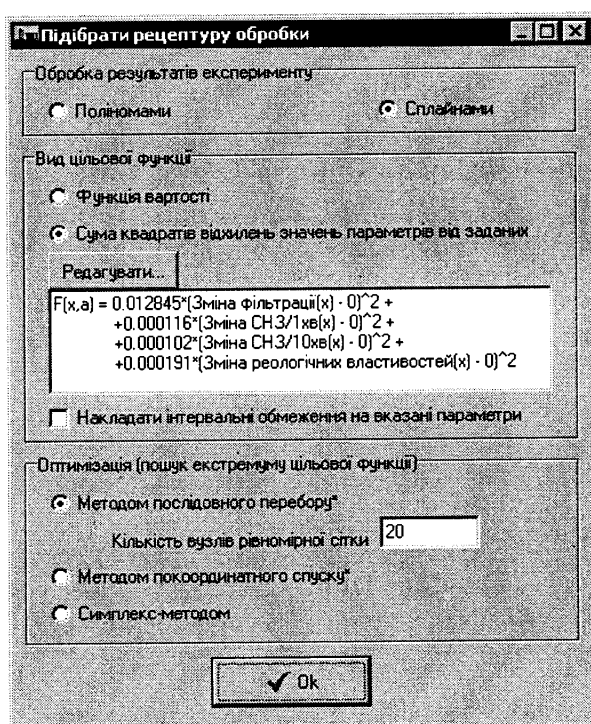 Підібрати рецептуру обробки
Обробка результатів експерименту
Поліномами
Сплайнами
Вид цільової функції
Функція вартості
Сума квадратів відхилень значень параметрів від заданих
Редагувати...
F(x,a) = 0.012845*(Зміна фільтрації(x) - 0)^2 +
+0.000116*(Зміна СНЗ/1хв(x) - 0)^2 +
+0.000102*(Зміна СНЗ/10хв(x) - 0)^2 +
+0.000191*(Зміна реологічних властивостей(x) - 0)^2
Накладати інтервальні обмеження на вказані параметри
Оптимізація (пошук екстремуму цільової функції)
Методом послідовного перебору*
Кількість вузлів рівномірної сітки 20
Методом покоординатного спуску*
Симплекс-методом
Ok